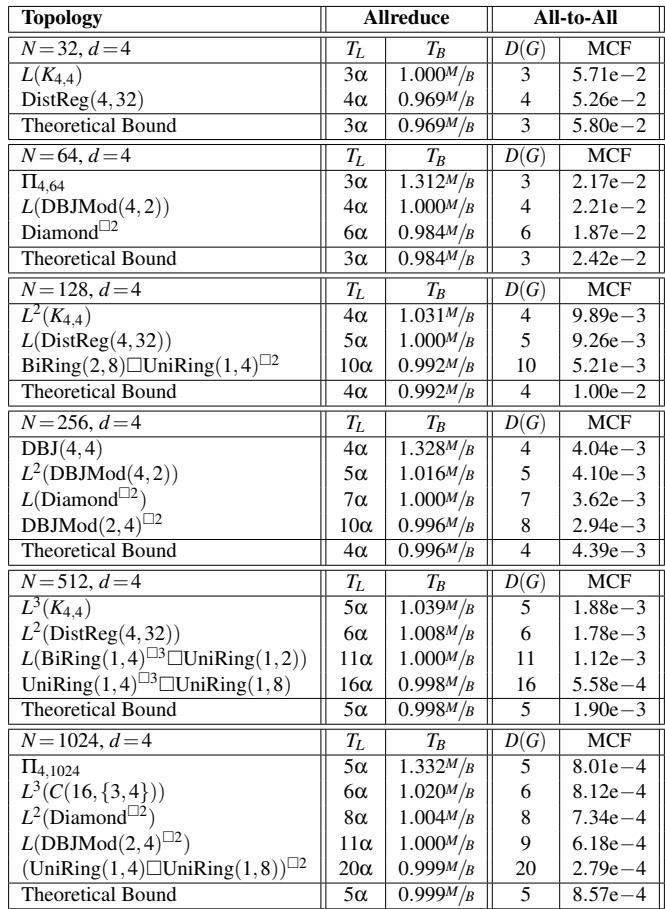 Topology Allreduce All-to-All
N=32, d=4 T_L T_B D(G) MCF
L(K_{4,4}) 3α 1.000M/B 3 5.71e−2
DistReg(4,32) 4α 0.969M/B 4 5.26e−2
Theoretical Bound 3α 0.969M/B 3 5.80e−2
N=64, d=4 T_L T_B D(G) MCF
Π_{4,64} 3α 1.312M/B 3 2.17e−2
L(DBJMod(4,2)) 4α 1.000M/B 4 2.21e−2
Diamond^{□2} 6α 0.984M/B 6 1.87e−2
Theoretical Bound 3α 0.984M/B 3 2.42e−2
N=128, d=4 T_L T_B D(G) MCF
L^2(K_{4,4}) 4α 1.031M/B 4 9.89e−3
L(DistReg(4,32)) 5α 1.000M/B 5 9.26e−3
BiRing(2,8)□UniRing(1,4)^{□2} 10α 0.992M/B 10 5.21e−3
Theoretical Bound 4α 0.992M/B 4 1.00e−2
N=256, d=4 T_L T_B D(G) MCF
DBJ(4,4) 4α 1.328M/B 4 4.04e−3
L^2(DBJMod(4,2)) 5α 1.016M/B 5 4.10e−3
L(Diamond^{□2}) 7α 1.000M/B 7 3.62e−3
DBJMod(2,4)^{□2} 10α 0.996M/B 8 2.94e−3
Theoretical Bound 4α 0.996M/B 4 4.39e−3
N=512, d=4 T_L T_B D(G) MCF
L^3(K_{4,4}) 5α 1.039M/B 5 1.88e−3
L^2(DistReg(4,32)) 6α 1.008M/B 6 1.78e−3
L(BiRing(1,4)^{□3}□UniRing(1,2)) 11α 1.000M/B 11 1.12e−3
UniRing(1,4)^{□3}□UniRing(1,8) 16α 0.998M/B 16 5.58e−4
Theoretical Bound 5α 0.998M/B 5 1.90e−3
N=1024, d=4 T_L T_B D(G) MCF
Π_{4,1024} 5α 1.332M/B 5 8.01e−4
L^3(C(16,{3,4})) 6α 1.020M/B 6 8.12e−4
L^2(Diamond^{□2}) 8α 1.004M/B 8 7.34e−4
L(DBJMod(2,4)^{□2}) 11α 1.000M/B 9 6.18e−4
(UniRing(1,4)□UniRing(1,8))^{□2} 20α 0.999M/B 20 2.79e−4
Theoretical Bound 5α 0.999M/B 5 8.57e−4